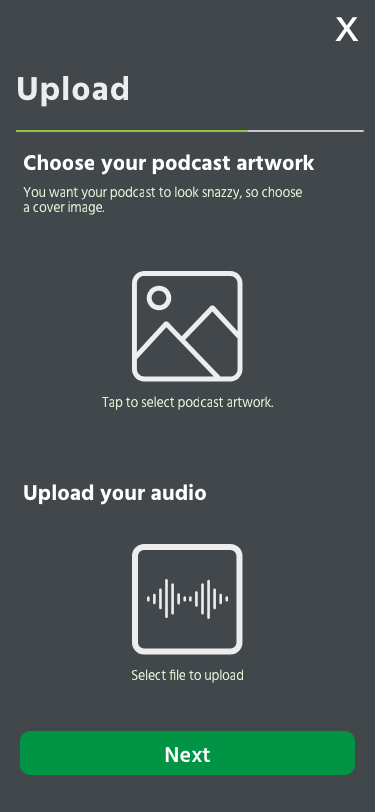 X
Upload
Choose your podcast artwork
You want your podcast to look snazzy, so choose
a cover image.
Tap to select podcast artwork.
Upload your audio
Select file to upload
Next